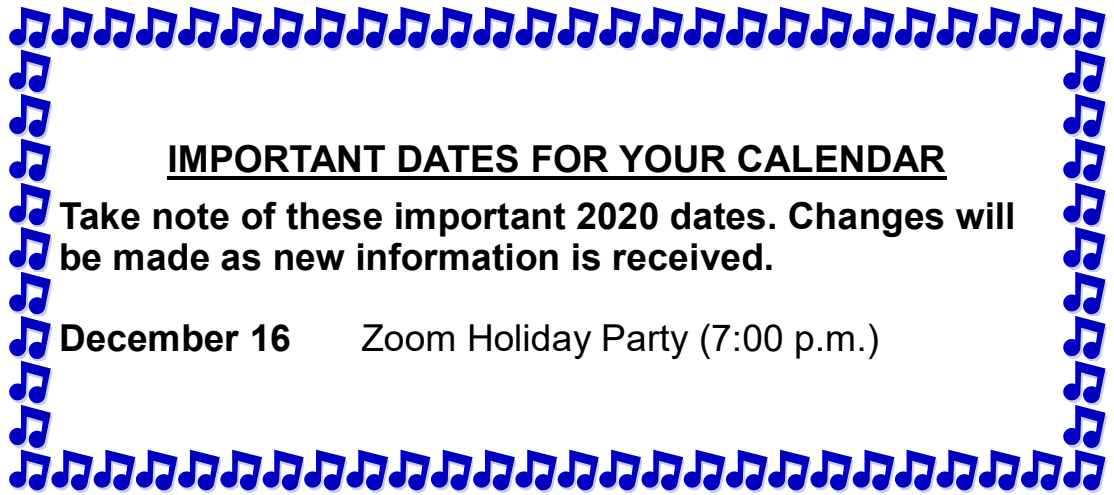 IMPORTANT DATES FOR YOUR CALENDAR
Take note of these important 2020 dates. Changes will
be made as new information is received.
December 16 Zoom Holiday Party (7:00 p.m.)